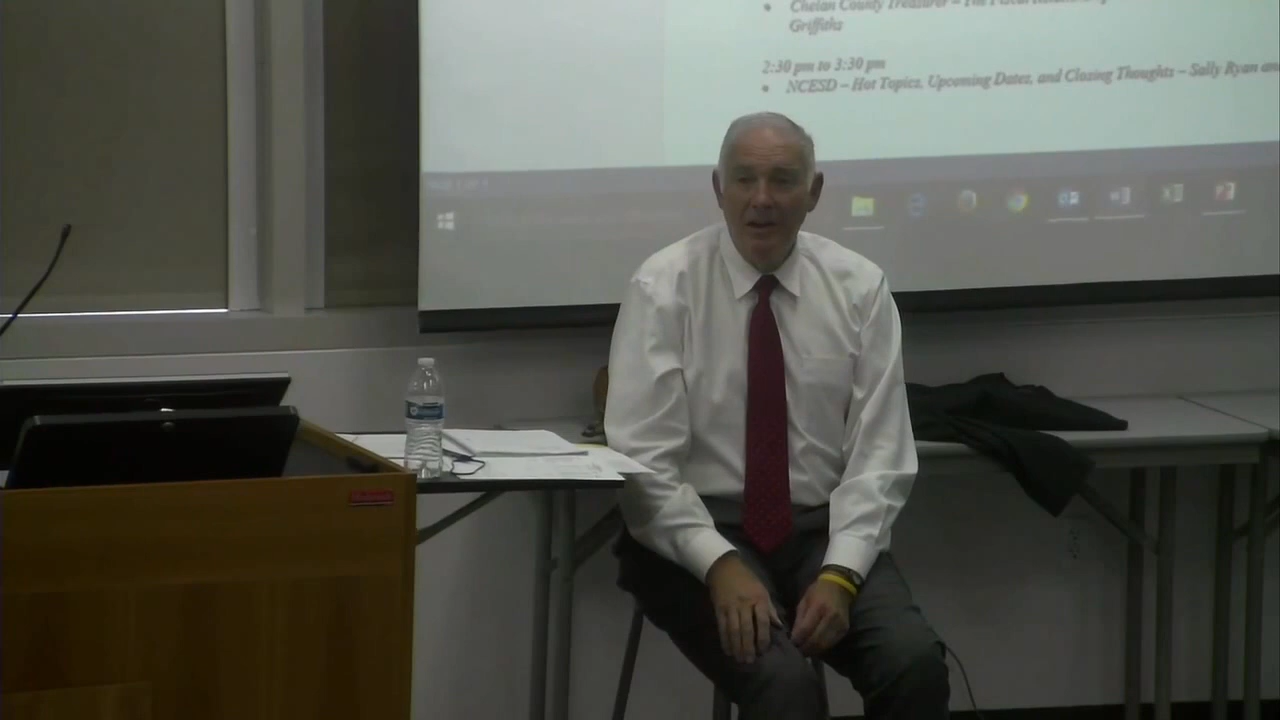 Chelan County Treasurer – The Fiscal Relationship
Griffiths
2:30 pm to 3:30 pm
NCESD – Hot Topics, Upcoming Dates, and Closing Thoughts – Sally Ryan and